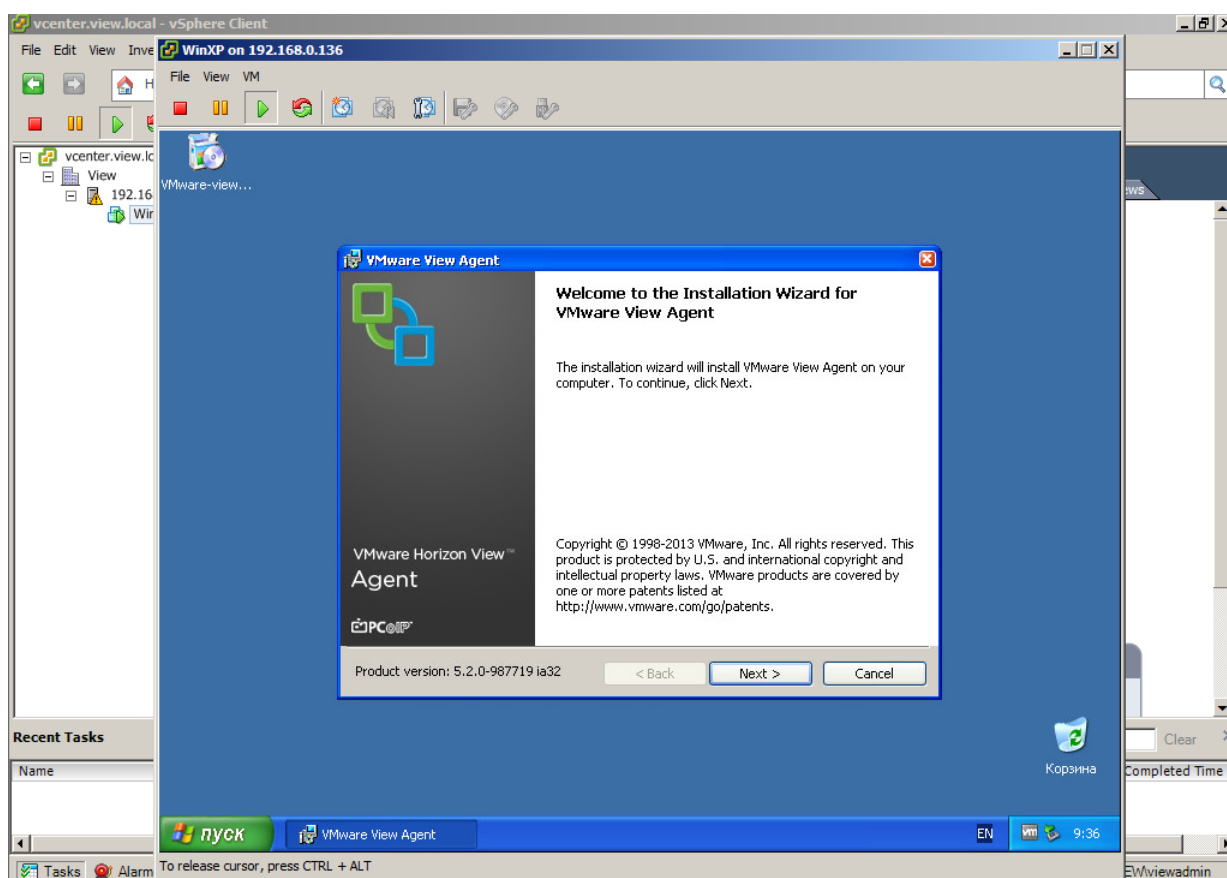 vcenter.view.local - vSphere Client
File Edit View Inve
WinXP on 192.168.0.136
File View VM
H
vcenter.view.lo
View
192.16
Wir
VMware-view...
ews
VMware View Agent
Welcome to the Installation Wizard for
VMware View Agent
The installation wizard will install VMware View Agent on your
computer. To continue, click Next.
Copyright © 1998-2013 VMware, Inc. All rights reserved. This
product is protected by U.S. and international copyright and
intellectual property laws. VMware products are covered by
one or more patents listed at
http://www.vmware.com/go/patents.
VMware Horizon View™
Agent
PCoIP
Product version: 5.2.0-987719 ia32
< Back
Next >
Cancel
Корзина
Recent Tasks
Clear
Name
Completed Time
пуск
VMware View Agent
EN
vm
9:36
To release cursor, press CTRL + ALT
Tasks
Alarm
EW\viewadmin